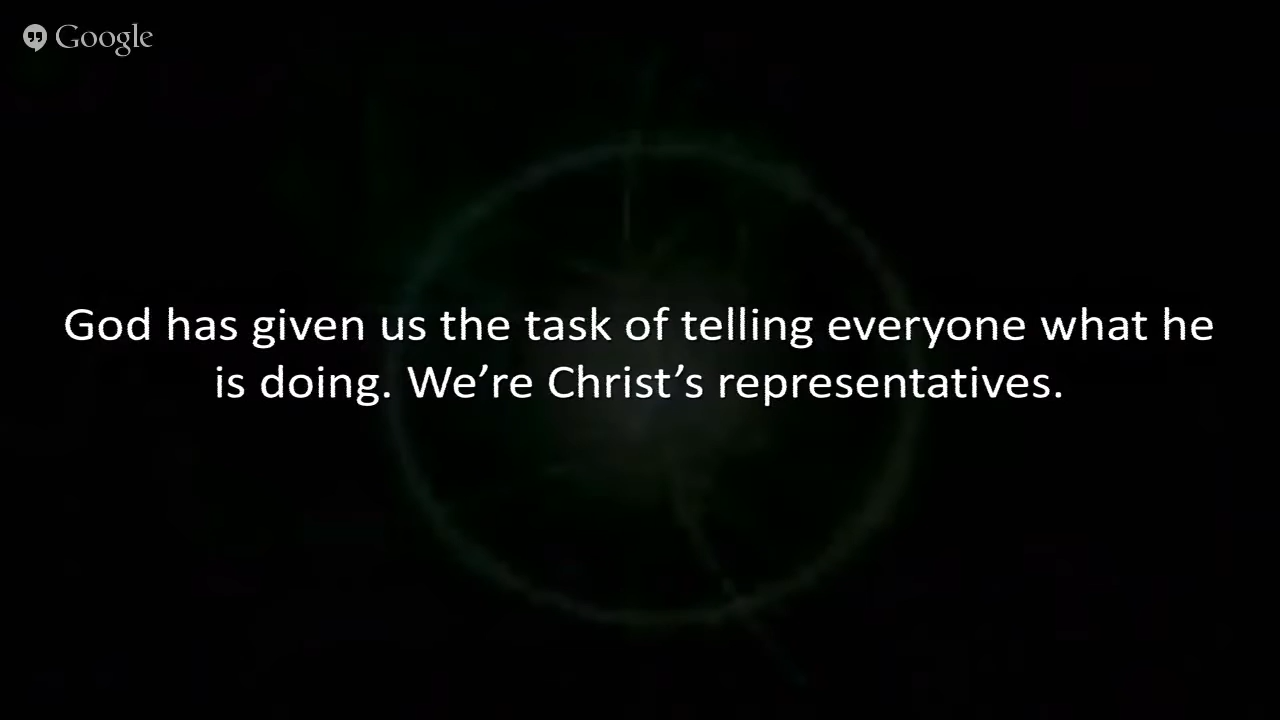 Google
God has given us the task of telling everyone what he
is doing. We’re Christ’s representatives.